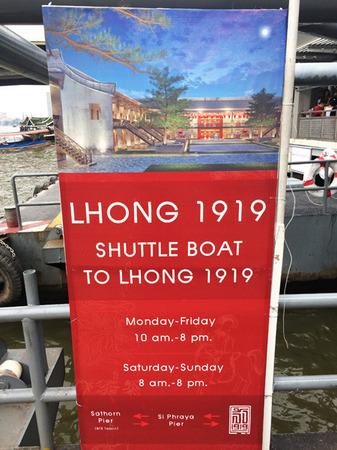 LHONG 1919
SHUTTLE BOAT
TO LHONG 1919
Monday-Friday
10 am.-8 pm.
Saturday-Sunday
8 am.-8 pm.
Sathorn Pier
Si Phraya Pier